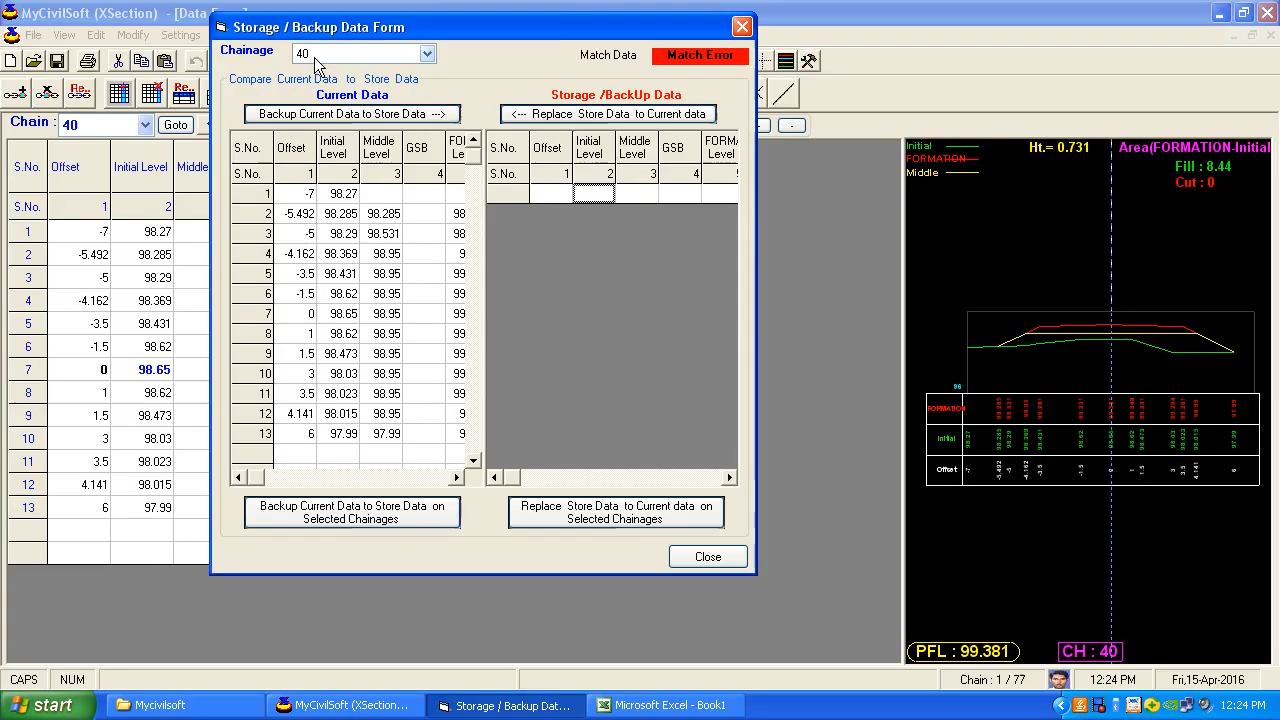 MyCivilSoft (XSection) - [Data E
File View Edit Modify Settings
Chain : 40 Goto
S.No. Offset Initial Level Middle
S.No. 1 2
1 -7 98.27
2 -5.492 98.285
3 -5 98.29
4 -4.162 98.369
5 -3.5 98.431
6 -1.5 98.62
7 0 98.65
8 1 98.62
9 1.5 98.473
10 3 98.03
11 3.5 98.023
12 4.141 98.015
13 6 97.99
Storage / Backup Data Form
Chainage 40 Match Data Match Error
Compare Current Data to Store Data
Current Data Storage /BackUp Data
Backup Current Data to Store Data ---> <--- Replace Store Data to Current data
S.No. Offset Initial Level Middle Level GSB
S.No. 1 2 3 4
1 -7 98.27
2 -5.492 98.285 98.285 98
3 -5 98.29 98.531 98
4 -4.162 98.369 98.95 9
5 -3.5 98.431 98.95 99
6 -1.5 98.62 98.95 99
7 0 98.65 98.95 99
8 1 98.62 98.95 99
9 1.5 98.473 98.95 99
10 3 98.03 98.95 99
11 3.5 98.023 98.95 99
12 4.141 98.015 98.95 9
13 6 97.99 97.99 9
S.No. Offset Initial Level Middle Level GSB FORMA Level
S.No. 1 2 3 4
1
Backup Current Data to Store Data on Selected Chainages
Replace Store Data to Current data on Selected Chainages
Close
Initial
FORMATION
Middle
Ht.= 0.731
Area(FORMATION-Initial
Fill : 8.44
Cut : 0
96
FORMATION
Initial
Offset
PFL : 99.381 CH : 40
CAPS NUM Chain : 1 / 77 12:24 PM Fri,15-Apr-2016
start Mycivilsoft MyCivilSoft (XSection... Storage / Backup Dat... Microsoft Excel - Book1 12:24 PM